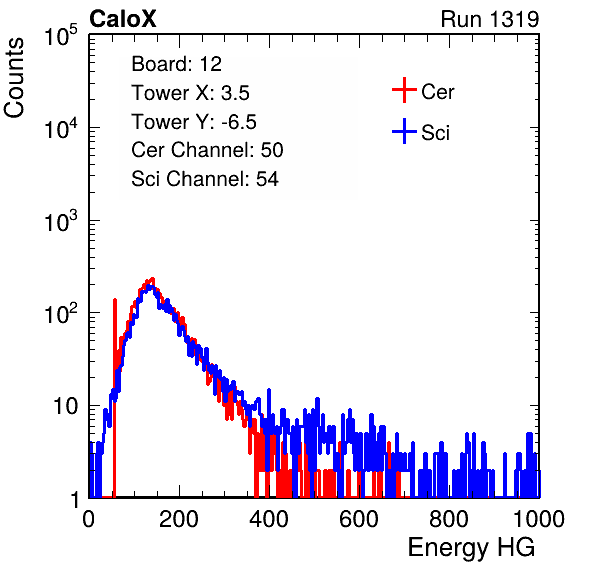 CaloX Run 1319
Counts
10^5
10^4
10^3
10^2
10
1
Board: 12
Tower X: 3.5
Tower Y: -6.5
Cer Channel: 50
Sci Channel: 54
Cer
Sci
0 200 400 600 800 1000
Energy HG